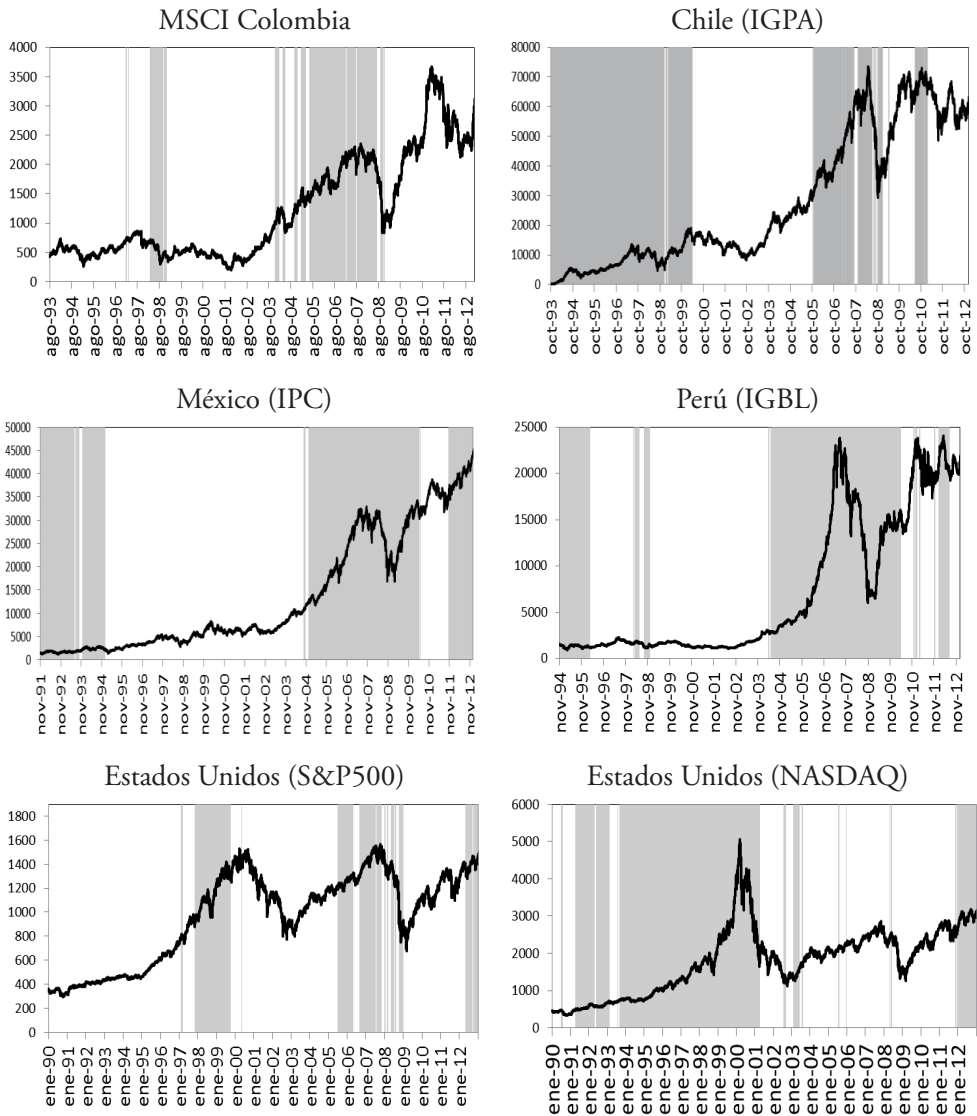 MSCI Colombia
4000
3500
3000
2500
2000
1500
1000
500
0
ago-93
ago-94
ago-95
ago-96
ago-97
ago-98
ago-99
ago-00
ago-01
ago-02
ago-03
ago-04
ago-05
ago-06
ago-07
ago-08
ago-09
ago-10
ago-11
ago-12
Chile (IGPA)
80000
70000
60000
50000
40000
30000
20000
10000
0
oct-93
oct-94
oct-95
oct-96
oct-97
oct-98
oct-99
oct-00
oct-01
oct-02
oct-03
oct-04
oct-05
oct-06
oct-07
oct-08
oct-09
oct-10
oct-11
oct-12
México (IPC)
50000
45000
40000
35000
30000
25000
20000
15000
10000
5000
0
nov-91
nov-92
nov-93
nov-94
nov-95
nov-96
nov-97
nov-98
nov-99
nov-00
nov-01
nov-02
nov-03
nov-04
nov-05
nov-06
nov-07
nov-08
nov-09
nov-10
nov-11
nov-12
Perú (IGBL)
25000
20000
15000
10000
5000
0
nov-94
nov-95
nov-96
nov-97
nov-98
nov-99
nov-00
nov-01
nov-02
nov-03
nov-04
nov-05
nov-06
nov-07
nov-08
nov-09
nov-10
nov-11
nov-12
Estados Unidos (S&P500)
1800
1600
1400
1200
1000
800
600
400
200
0
ene-90
ene-91
ene-92
ene-93
ene-94
ene-95
ene-96
ene-97
ene-98
ene-99
ene-00
ene-01
ene-02
ene-03
ene-04
ene-05
ene-06
ene-07
ene-08
ene-09
ene-10
ene-11
ene-12
Estados Unidos (NASDAQ)
6000
5000
4000
3000
2000
1000
0
ene-90
ene-91
ene-92
ene-93
ene-94
ene-95
ene-96
ene-97
ene-98
ene-99
ene-00
ene-01
ene-02
ene-03
ene-04
ene-05
ene-06
ene-07
ene-08
ene-09
ene-10
ene-11
ene-12